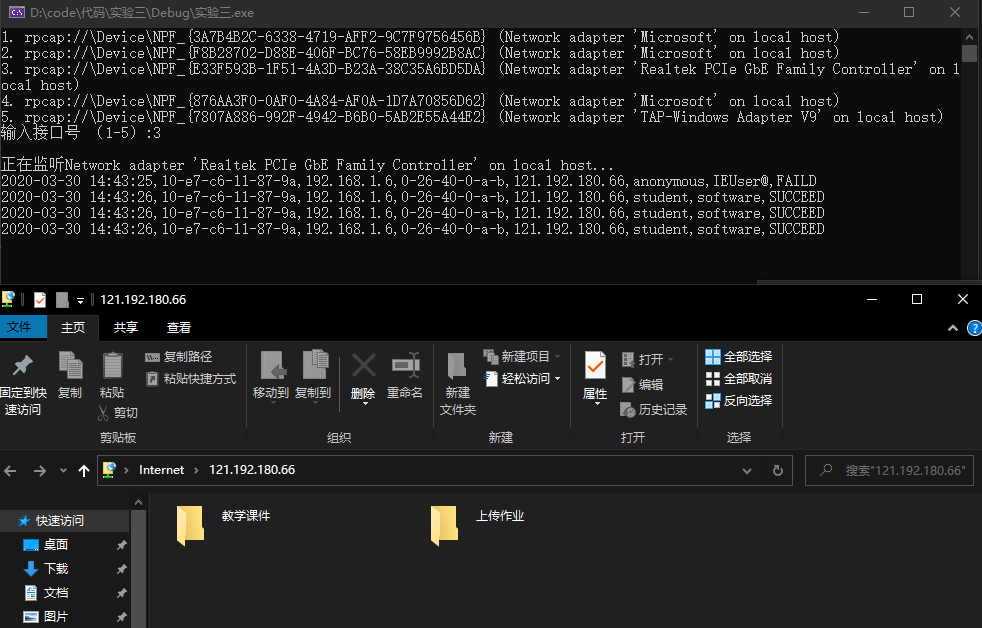 D:\code\代码\实验三\Debug\实验三.exe
1. rpcap://\Device\NPF_{3A7B4B2C-6338-4719-AFF2-9C7F9756456B} (Network adapter 'Microsoft' on local host)
2. rpcap://\Device\NPF_{F8B28702-D88E-406F-BC76-58EB9992B8AC} (Network adapter 'Microsoft' on local host)
3. rpcap://\Device\NPF_{E33F593B-1F51-4A3D-B23A-38C35A6BD5DA} (Network adapter 'Realtek PCIe GbE Family Controller' on l
ocal host)
4. rpcap://\Device\NPF_{876AA3F0-0AF0-4A84-AF0A-1D7A70856D62} (Network adapter 'Microsoft' on local host)
5. rpcap://\Device\NPF_{7807A886-992F-4942-B6B0-5AB2E55A44E2} (Network adapter 'TAP-Windows Adapter V9' on local host)
输入接口号 （1-5）:3
正在监听Network adapter 'Realtek PCIe GbE Family Controller' on local host...
2020-03-30 14:43:25,10-e7-c6-11-87-9a,192.168.1.6,0-26-40-0-a-b,121.192.180.66,anonymous,IEUser@,FAILD
2020-03-30 14:43:26,10-e7-c6-11-87-9a,192.168.1.6,0-26-40-0-a-b,121.192.180.66,student,software,SUCCEED
2020-03-30 14:43:26,10-e7-c6-11-87-9a,192.168.1.6,0-26-40-0-a-b,121.192.180.66,student,software,SUCCEED
2020-03-30 14:43:26,10-e7-c6-11-87-9a,192.168.1.6,0-26-40-0-a-b,121.192.180.66,student,software,SUCCEED
121.192.180.66
文件 主页 共享 查看
固定到快
速访问
复制
粘贴
复制路径
粘贴快捷方式
剪切
剪贴板
移动到
复制到
删除
重命名
组织
新建
文件夹
新建项目
轻松访问
新建
属性
打开
编辑
历史记录
打开
全部选择
全部取消
反向选择
选择
Internet 121.192.180.66
搜索"121.192.180.66"
快速访问
桌面
下载
文档
图片
教学课件
上传作业